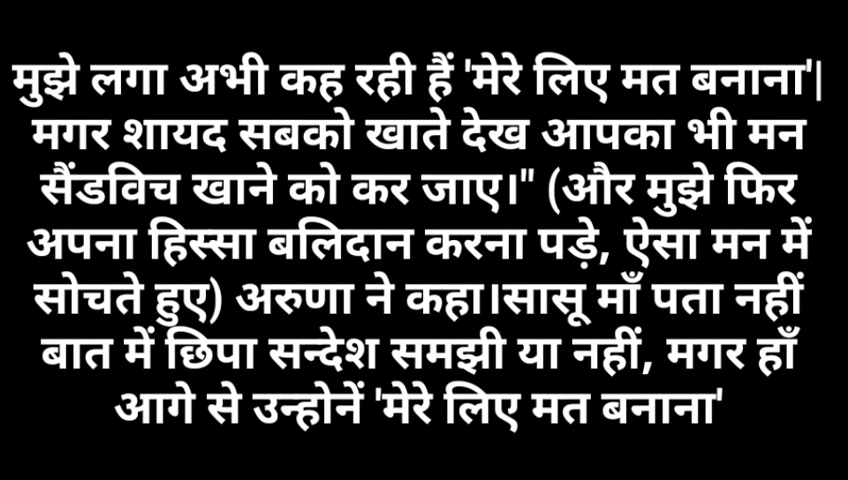 मुझे लगा अभी कह रही हैं 'मेरे लिए मत बनाना'|
मगर शायद सबको खाते देख आपका भी मन
सैंडविच खाने को कर जाए।" (और मुझे फिर
अपना हिस्सा बलिदान करना पड़े, ऐसा मन में
सोचते हुए) अरुणा ने कहा।सासू माँ पता नहीं
बात में छिपा सन्देश समझी या नहीं, मगर हाँ
आगे से उन्होनें 'मेरे लिए मत बनाना'